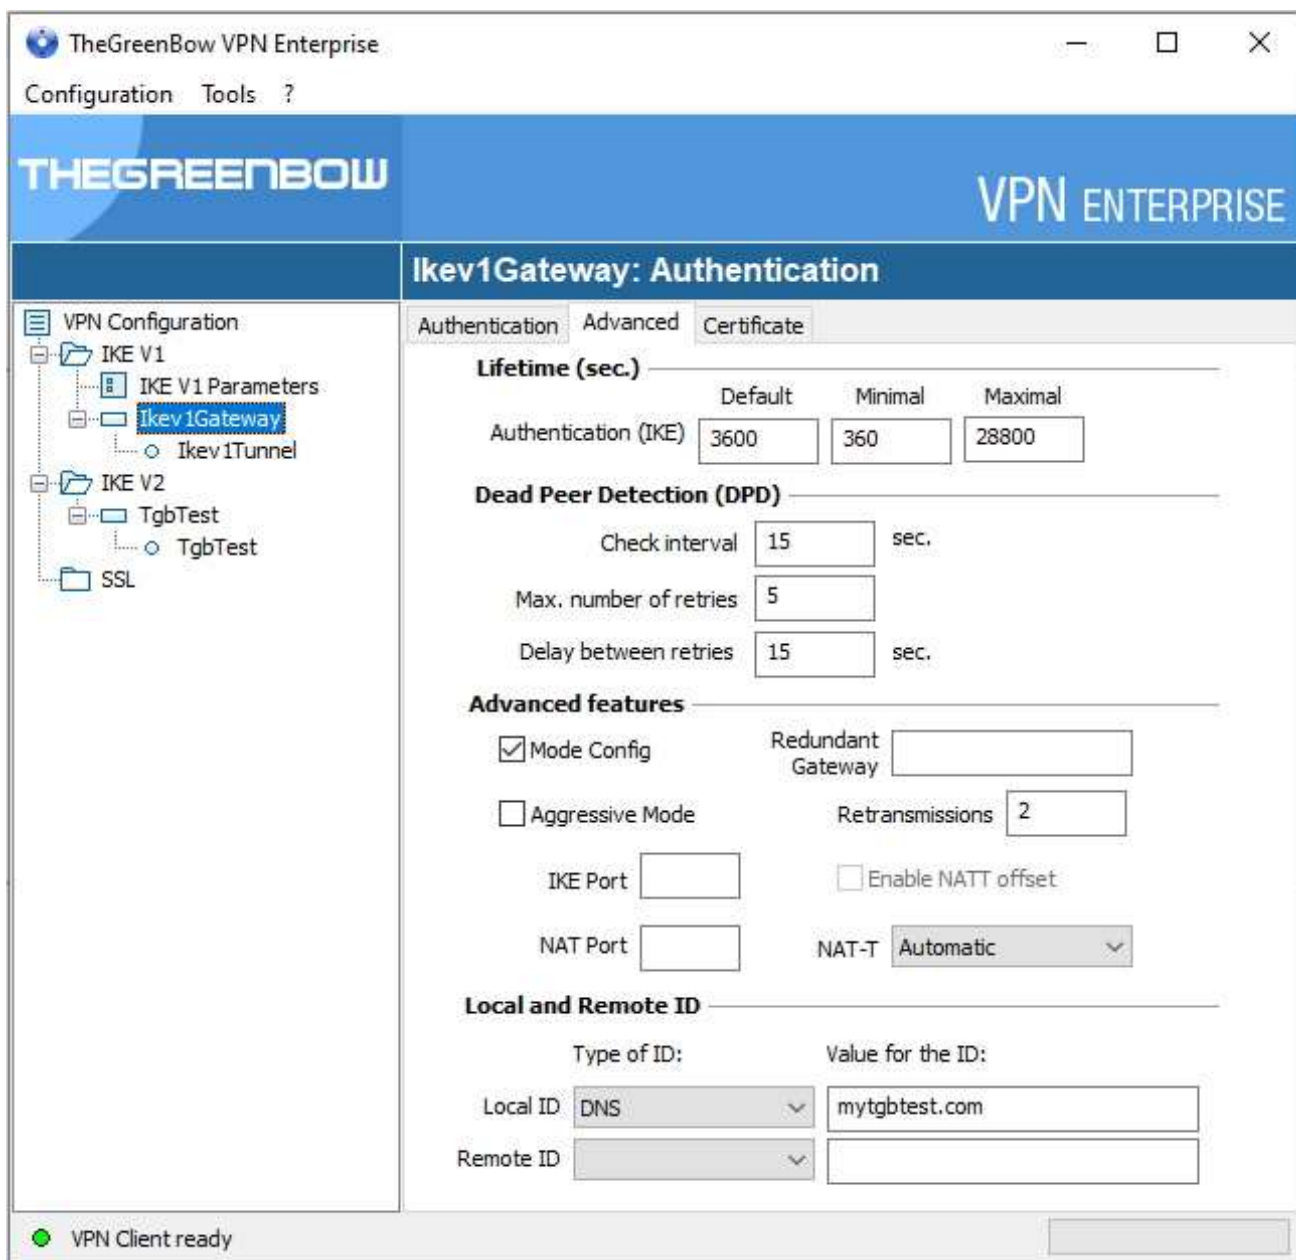 TheGreenBow VPN Enterprise
Configuration Tools ?
THEGREENBOW
VPN ENTERPRISE
Ikev1Gateway: Authentication
VPN Configuration
IKE V1
IKE V1 Parameters
Ikev1Gateway
Ikev1Tunnel
IKE V2
TgbTest
TgbTest
SSL
Authentication Advanced Certificate
Lifetime (sec.)
Default Minimal Maximal
Authentication (IKE) 3600 360 28800
Dead Peer Detection (DPD)
Check interval 15 sec.
Max. number of retries 5
Delay between retries 15 sec.
Advanced features
Mode Config Redundant Gateway
Aggressive Mode Retransmissions 2
IKE Port Enable NATT offset
NAT Port NAT-T Automatic
Local and Remote ID
Type of ID: Value for the ID:
Local ID DNS mytgbtest.com
Remote ID
VPN Client ready